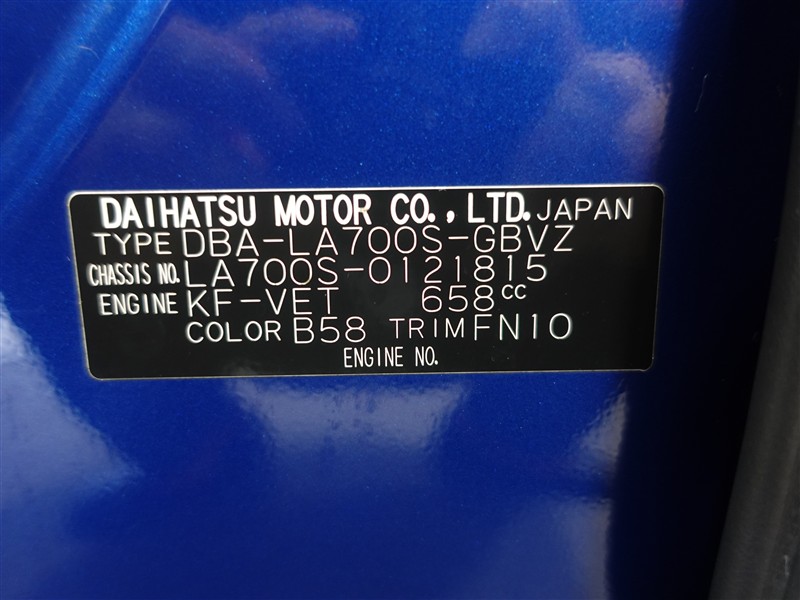 DAIHATSU MOTOR CO., LTD. JAPAN
TYPE DBA-LA700S-GBVZ
CHASSIS NO. LA700S-0121815
ENGINE KF-VET 658CC
COLOR B58 TRIM FN10
ENGINE NO.